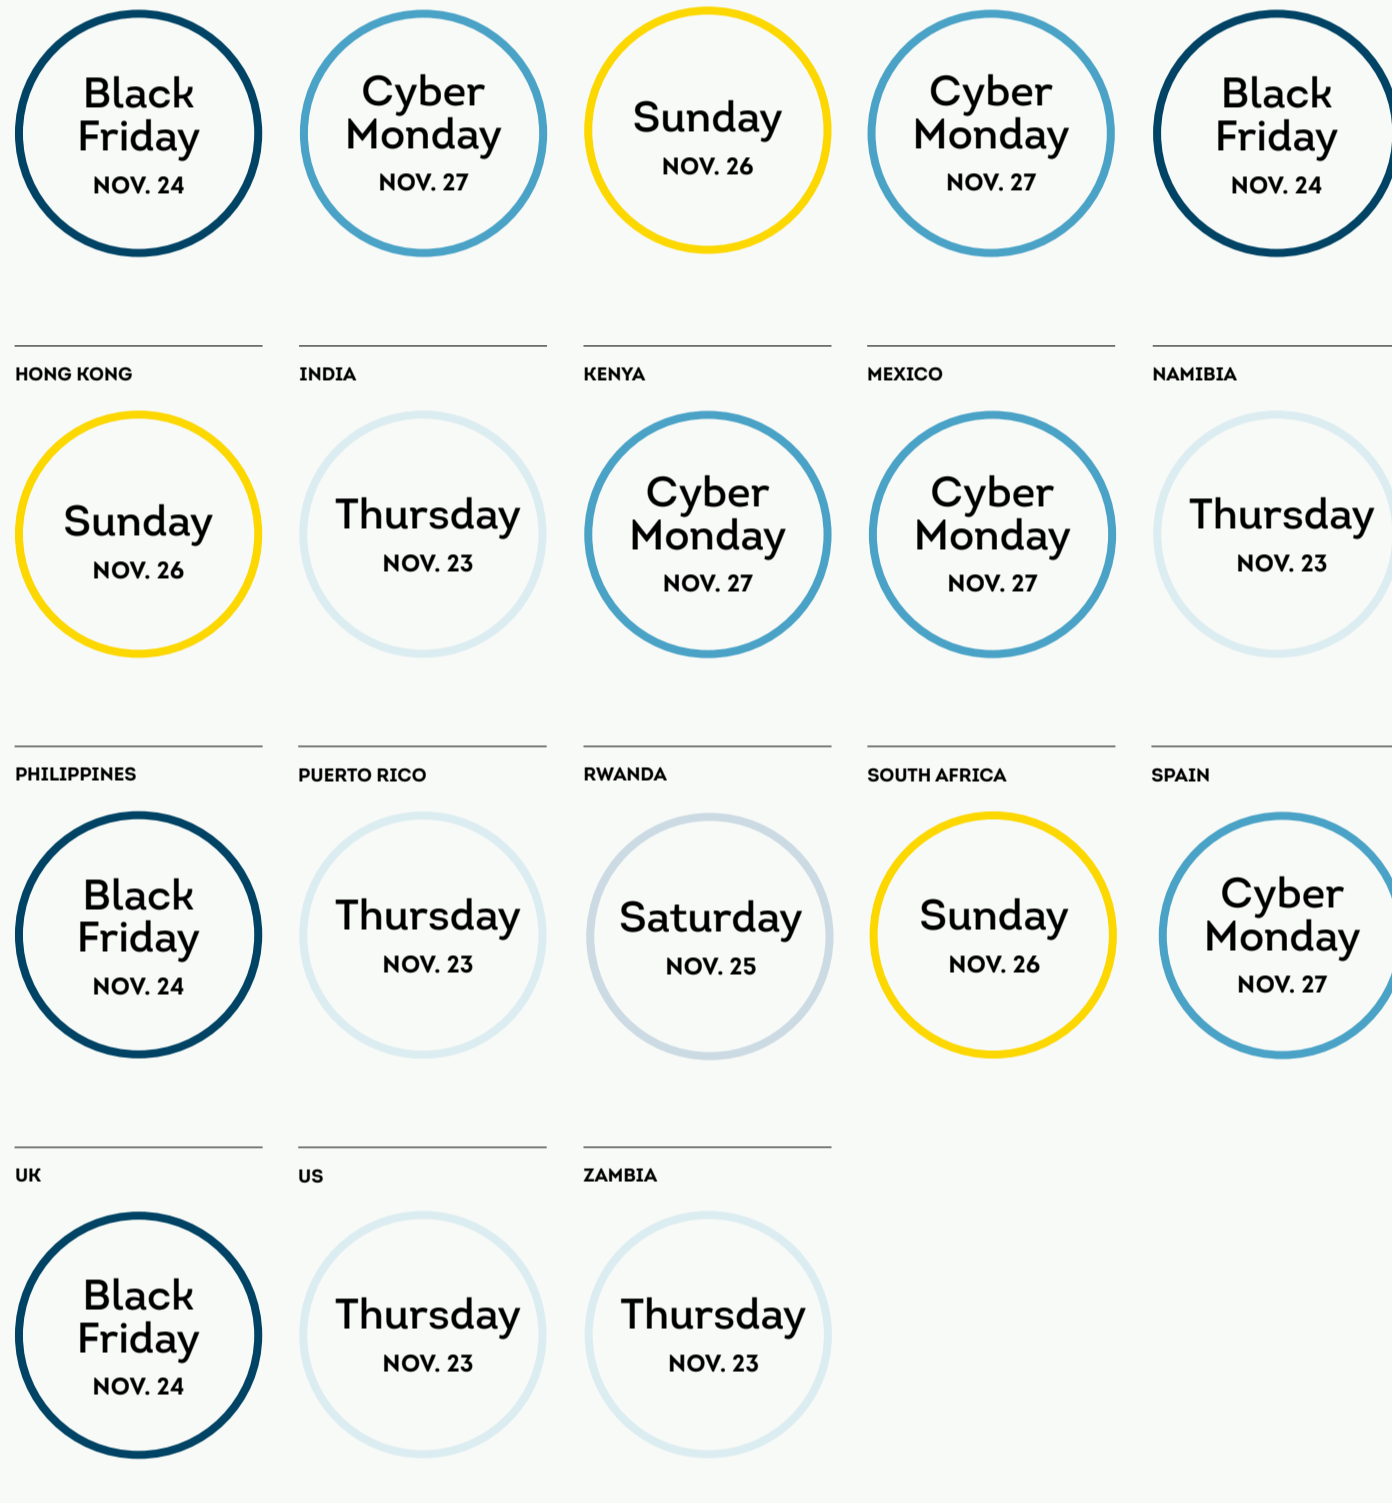 Black
Friday
NOV. 24
Cyber
Monday
NOV. 27
Sunday
NOV. 26
Cyber
Monday
NOV. 27
Black
Friday
NOV. 24
HONG KONG
INDIA
KENYA
MEXICO
NAMIBIA
Sunday
NOV. 26
Thursday
NOV. 23
Cyber
Monday
NOV. 27
Cyber
Monday
NOV. 27
Thursday
NOV. 23
PHILIPPINES
PUERTO RICO
RWANDA
SOUTH AFRICA
SPAIN
Black
Friday
NOV. 24
Thursday
NOV. 23
Saturday
NOV. 25
Sunday
NOV. 26
Cyber
Monday
NOV. 27
UK
US
ZAMBIA
Black
Friday
NOV. 24
Thursday
NOV. 23
Thursday
NOV. 23